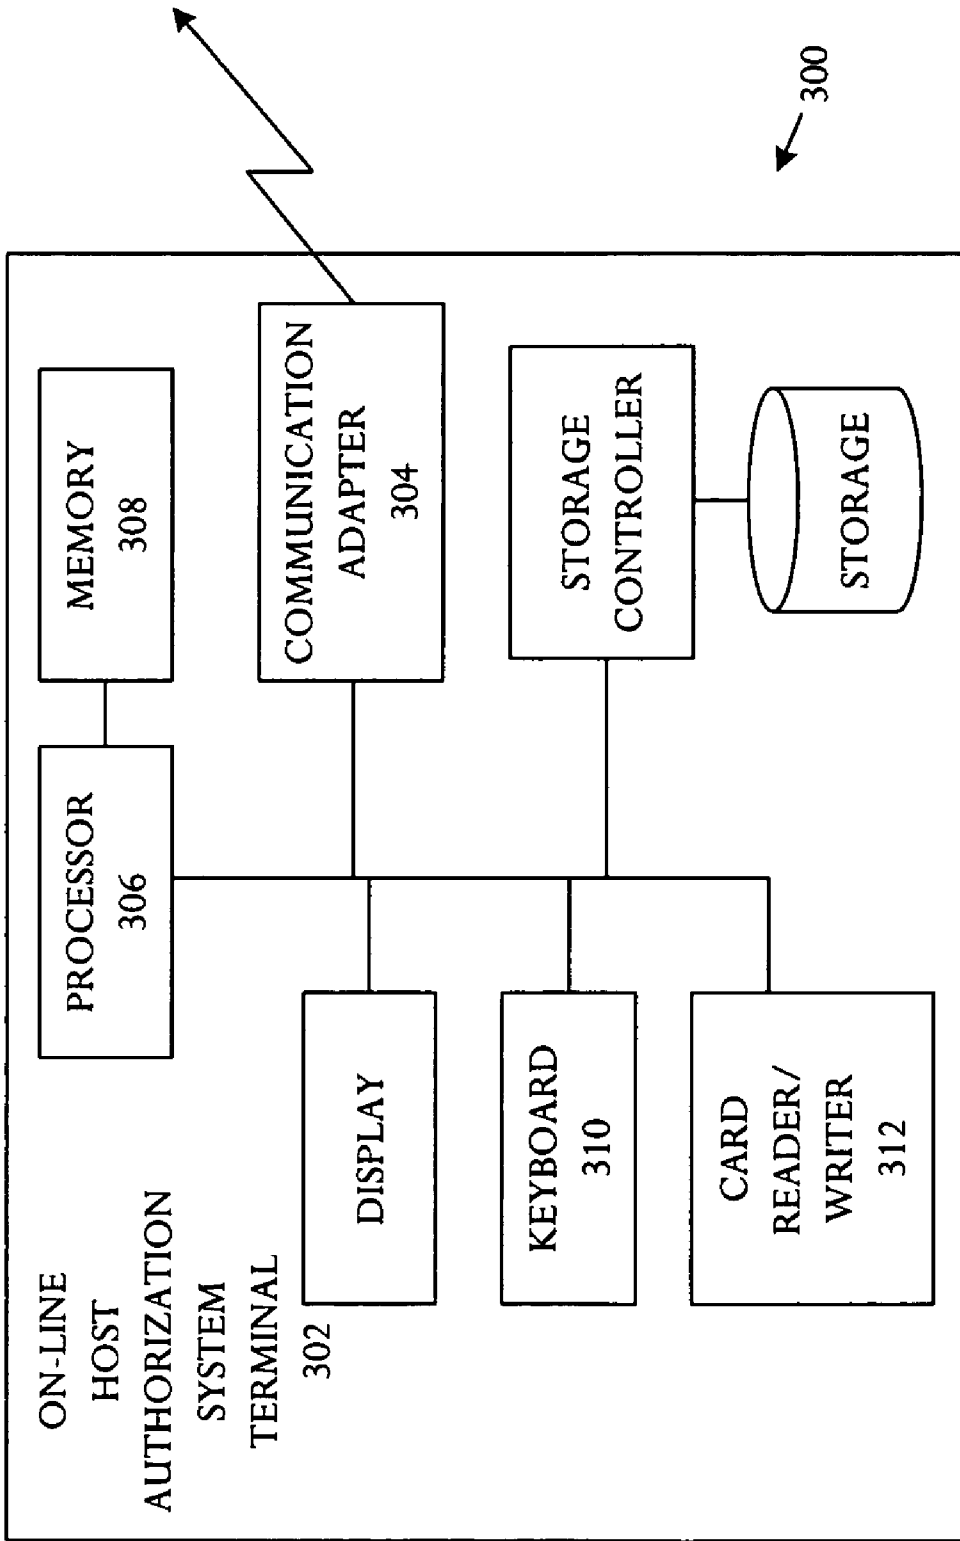 ON-LINE
HOST
AUTHORIZATION
SYSTEM
TERMINAL
302
PROCESSOR
306
MEMORY
308
DISPLAY
COMMUNICATION
ADAPTER
304
KEYBOARD
310
STORAGE
CONTROLLER
CARD
READER/
WRITER
312
STORAGE
300